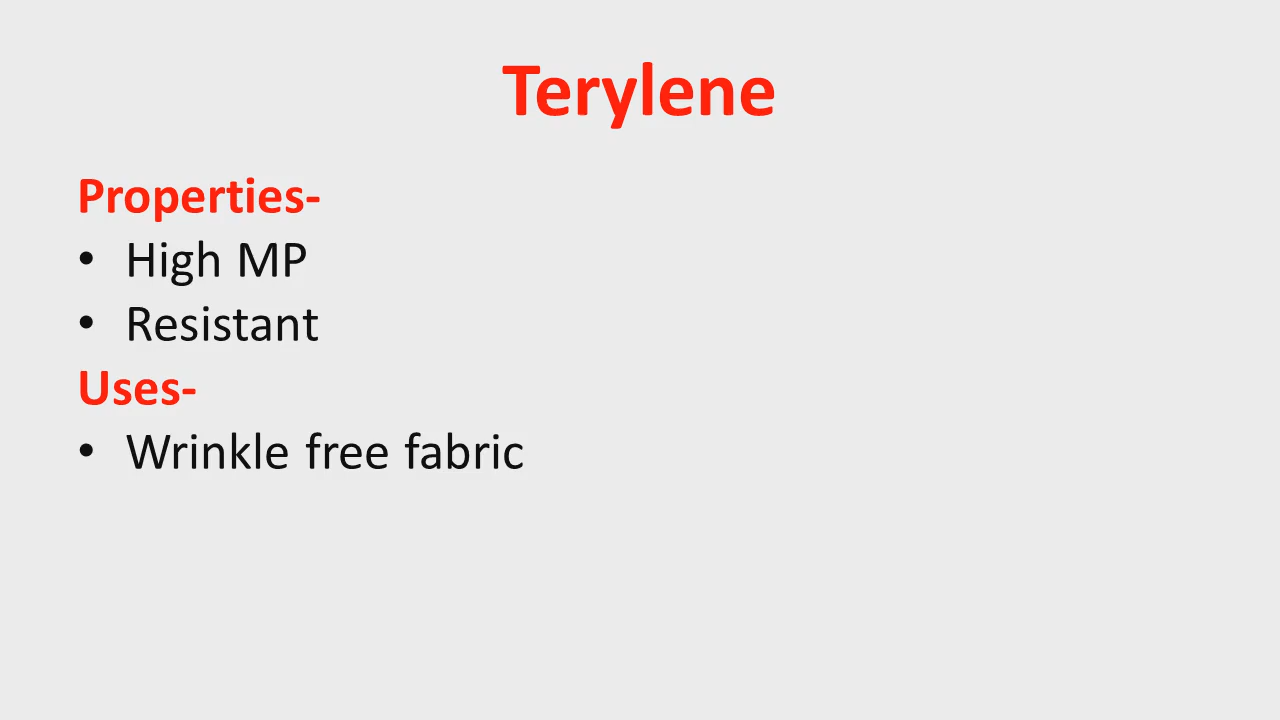 Terylene
Properties-
• High MP
• Resistant
Uses-
• Wrinkle free fabric